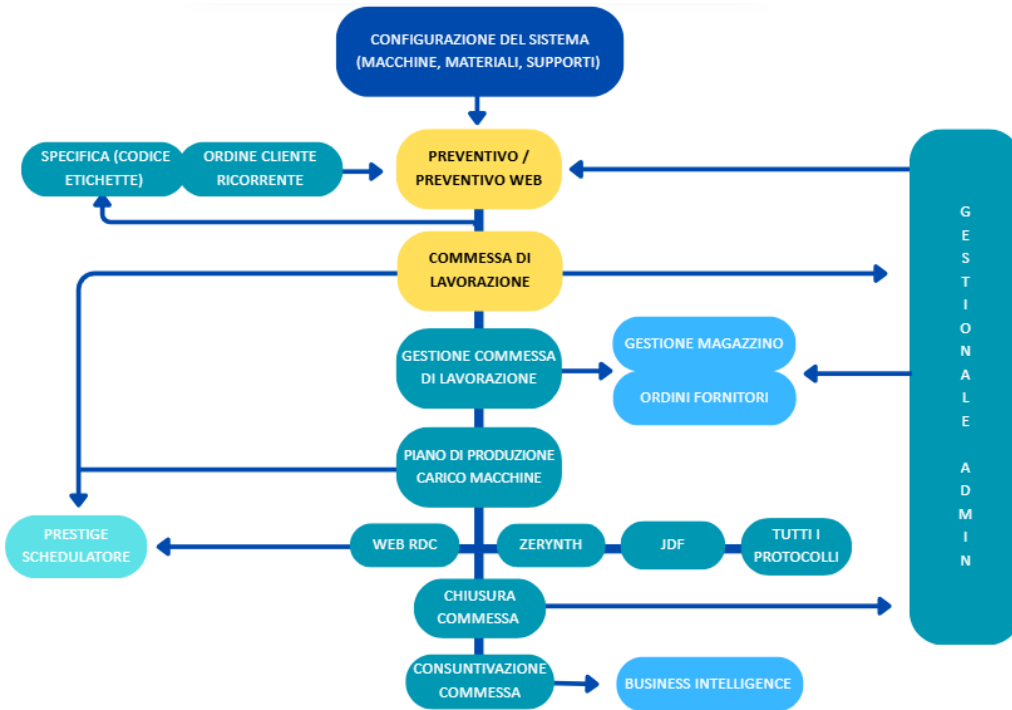 CONFIGURAZIONE DEL SISTEMA
(MACCHINE, MATERIALI, SUPPORTI)
SPECIFICA (CODICE
ETICHETTE)
ORDINE CLIENTE
RICORRENTE
PREVENTIVO /
PREVENTIVO WEB
COMMESSA DI
LAVORAZIONE
GESTIONE COMMESSA
DI LAVORAZIONE
GESTIONE MAGAZZINO
ORDINI FORNITORI
PIANO DI PRODUZIONE
CARICO MACCHINE
PRESTIGE
SCHEDULATORE
WEB RDC
ZERYNTH
JDF
TUTTI I
PROTOCOLLI
CHIUSURA
COMMESSA
CONSUNTIVAZIONE
COMMESSA
BUSINESS INTELLIGENCE
GESTIONALE ADMIN